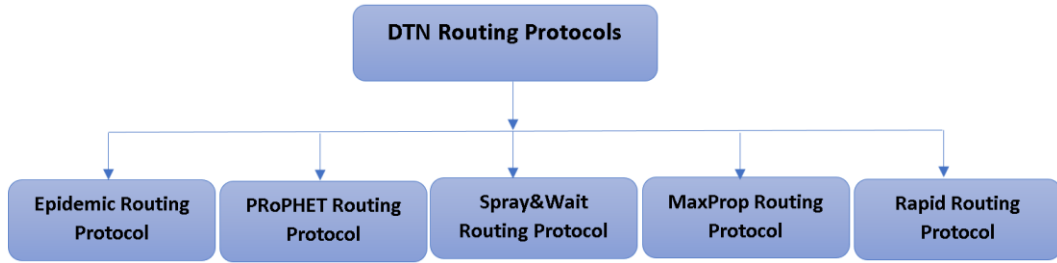 DTN Routing Protocols
Epidemic Routing
Protocol
PRoPHET Routing
Protocol
Spray&Wait
Routing Protocol
MaxProp Routing
Protocol
Rapid Routing
Protocol